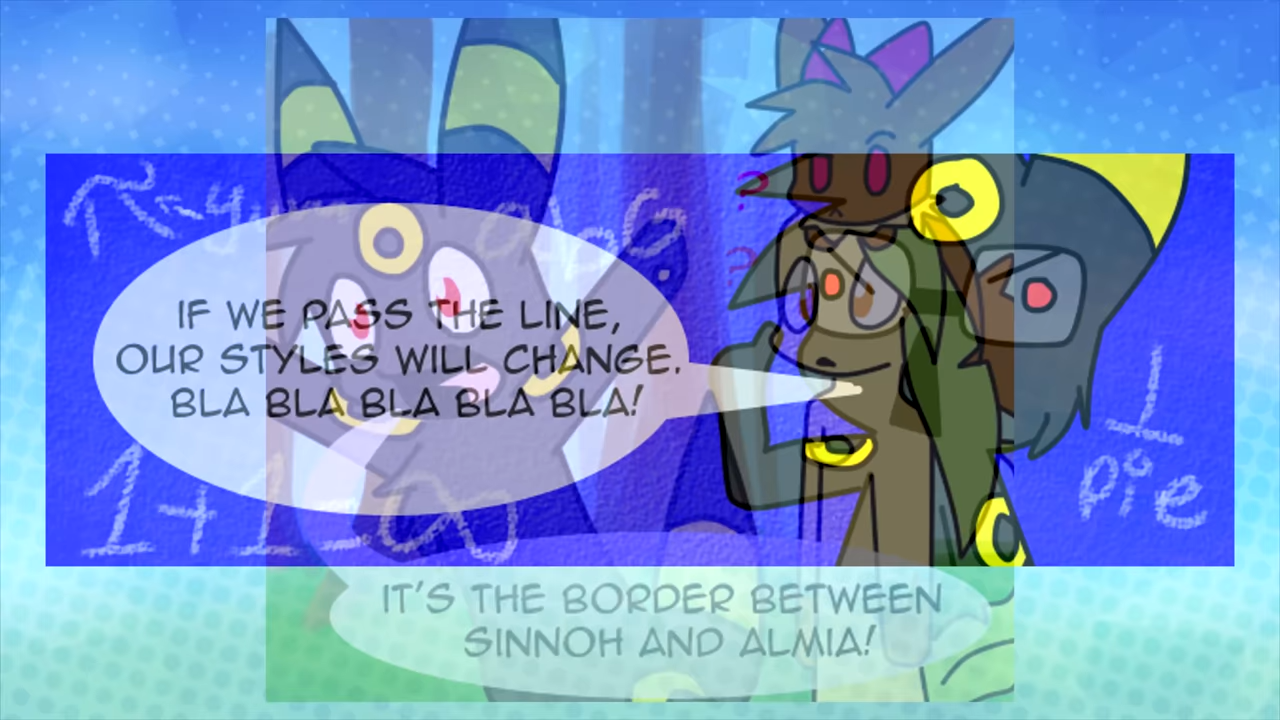 IF WE PASS THE LINE,
OUR STYLES WILL CHANGE.
BLA BLA BLA BLA BLA!
1+1=∞
pie
IT'S THE BORDER BETWEEN
SINNOH AND ALMIA!